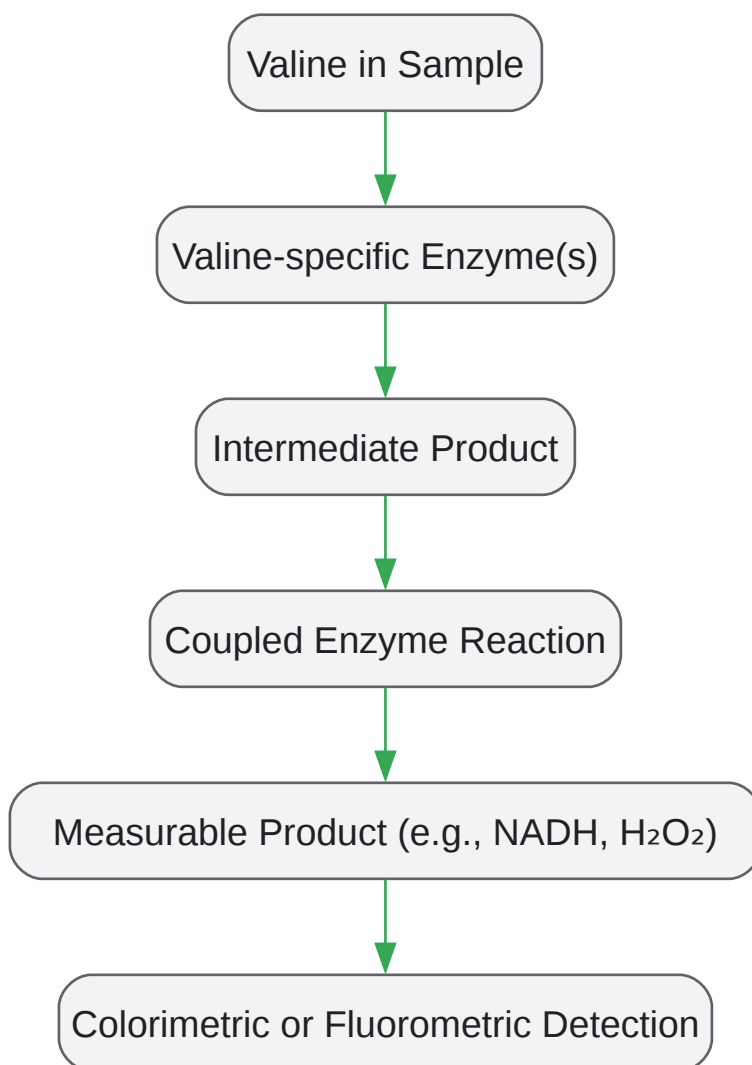 Valine in Sample
Valine-specific Enzyme(s)
Intermediate Product
Coupled Enzyme Reaction
Measurable Product (e.g., NADH, H₂O₂)
Colorimetric or Fluorometric Detection